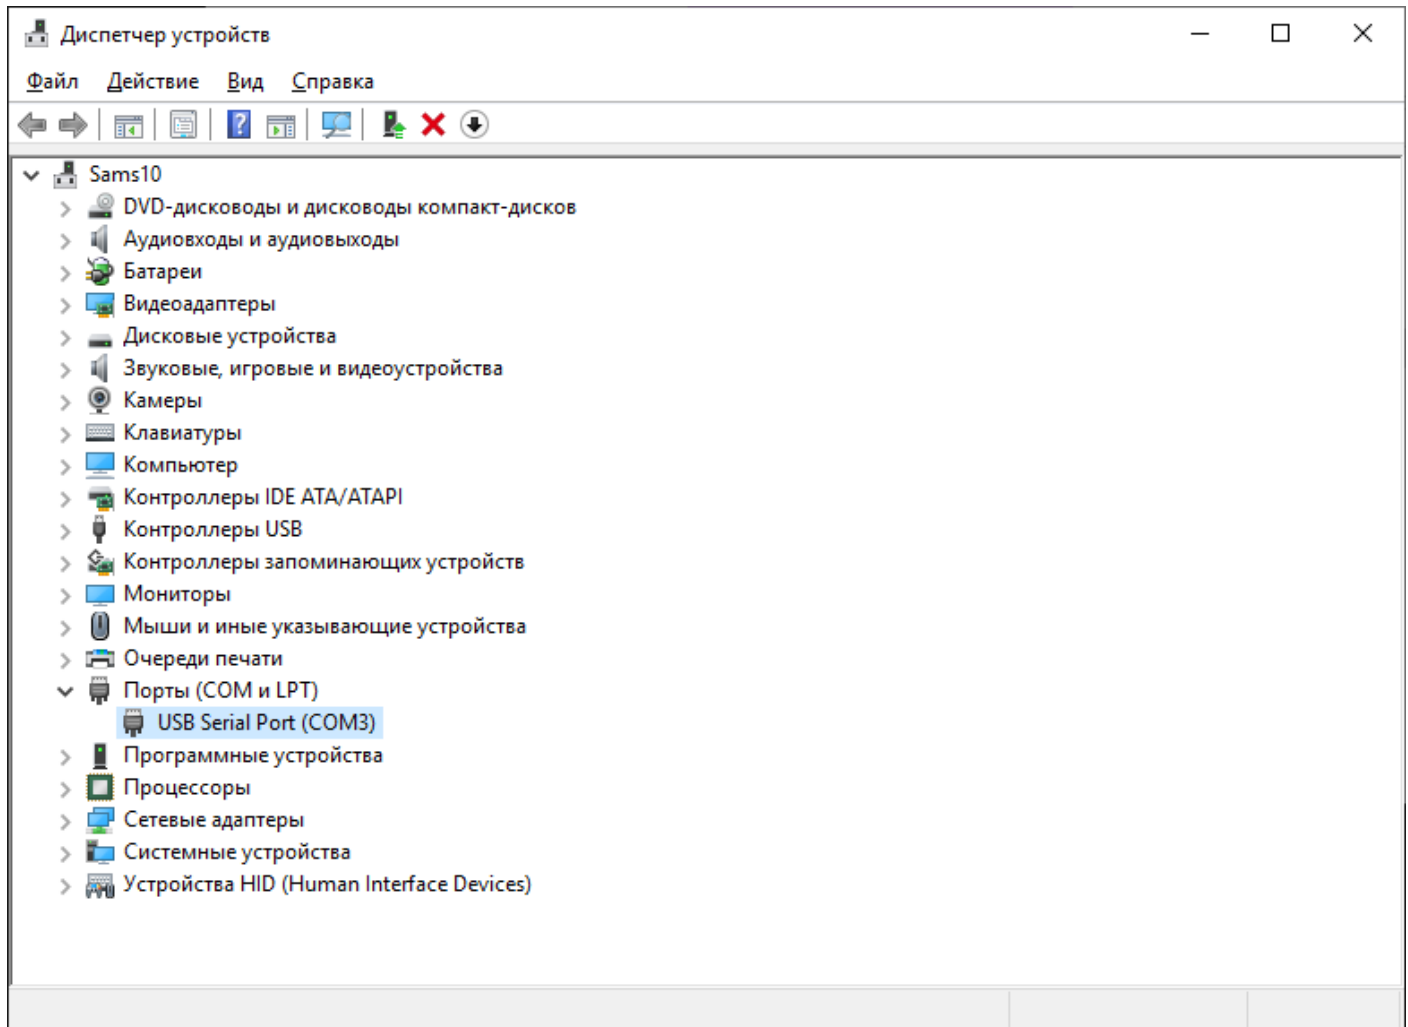 Диспетчер устройств
Файл Действие Вид Справка
Sams10
DVD-дисководы и дисководы компакт-дисков
Аудиовходы и аудиовыходы
Батареи
Видеоадаптеры
Дисковые устройства
Звуковые, игровые и видеоустройства
Камеры
Клавиатуры
Компьютер
Контроллеры IDE ATA/ATAPI
Контроллеры USB
Контроллеры запоминающих устройств
Мониторы
Мыши и иные указывающие устройства
Очереди печати
Порты (COM и LPT)
USB Serial Port (COM3)
Программные устройства
Процессоры
Сетевые адаптеры
Системные устройства
Устройства HID (Human Interface Devices)